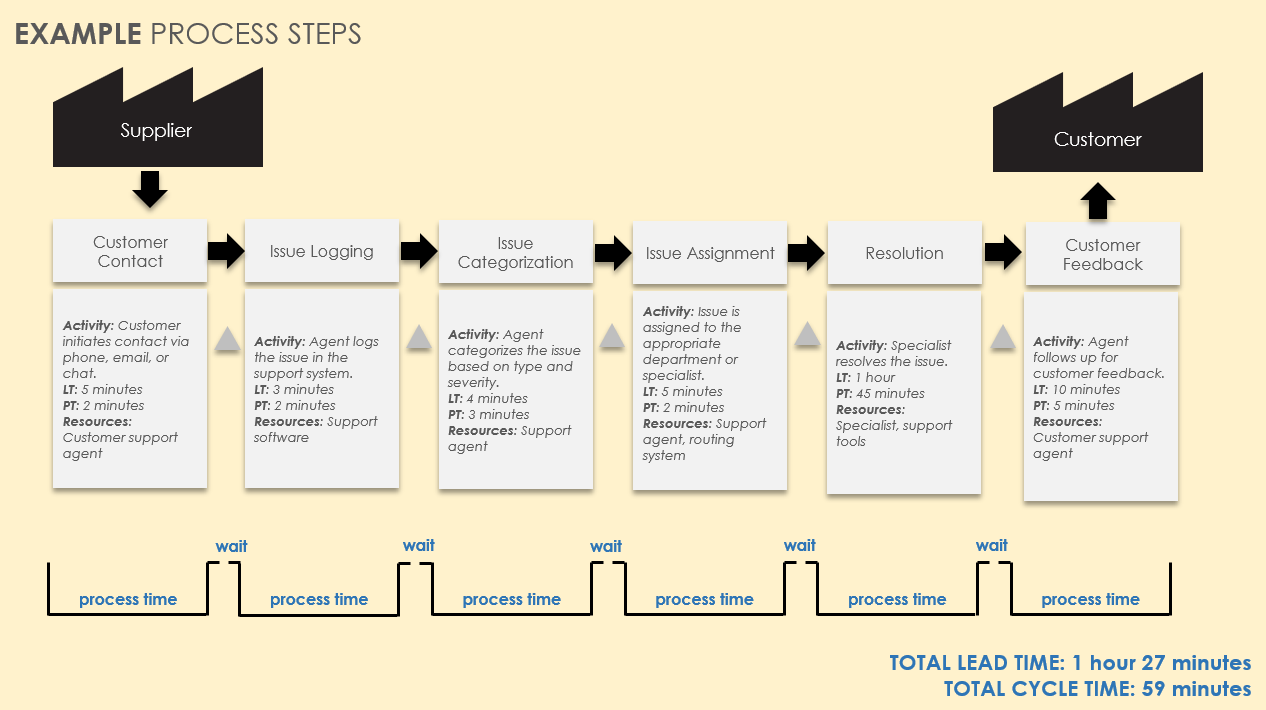 EXAMPLE PROCESS STEPS
Supplier
Customer
Customer
Contact
Issue Logging
Issue
Categorization
Issue Assignment
Resolution
Customer
Feedback
Activity: Customer
initiates contact via
phone, email, or
chat.
LT: 5 minutes
PT: 2 minutes
Resources:
Customer support
agent
Activity: Agent logs
the issue in the
support system.
LT: 3 minutes
PT: 2 minutes
Resources: Support
software
Activity: Agent
categorizes the issue
based on type and
severity.
LT: 4 minutes
PT: 3 minutes
Resources: Support
agent
Activity: Issue is
assigned to the
appropriate
department or
specialist.
LT: 5 minutes
PT: 2 minutes
Resources: Support
agent, routing
system
Activity: Specialist
resolves the issue.
LT: 1 hour
PT: 45 minutes
Resources:
Specialist, support
tools
Activity: Agent
follows up for
customer feedback.
LT: 10 minutes
PT: 5 minutes
Resources:
Customer support
agent
wait
wait
wait
wait
wait
process time
process time
process time
process time
process time
process time
TOTAL LEAD TIME: 1 hour 27 minutes
TOTAL CYCLE TIME: 59 minutes